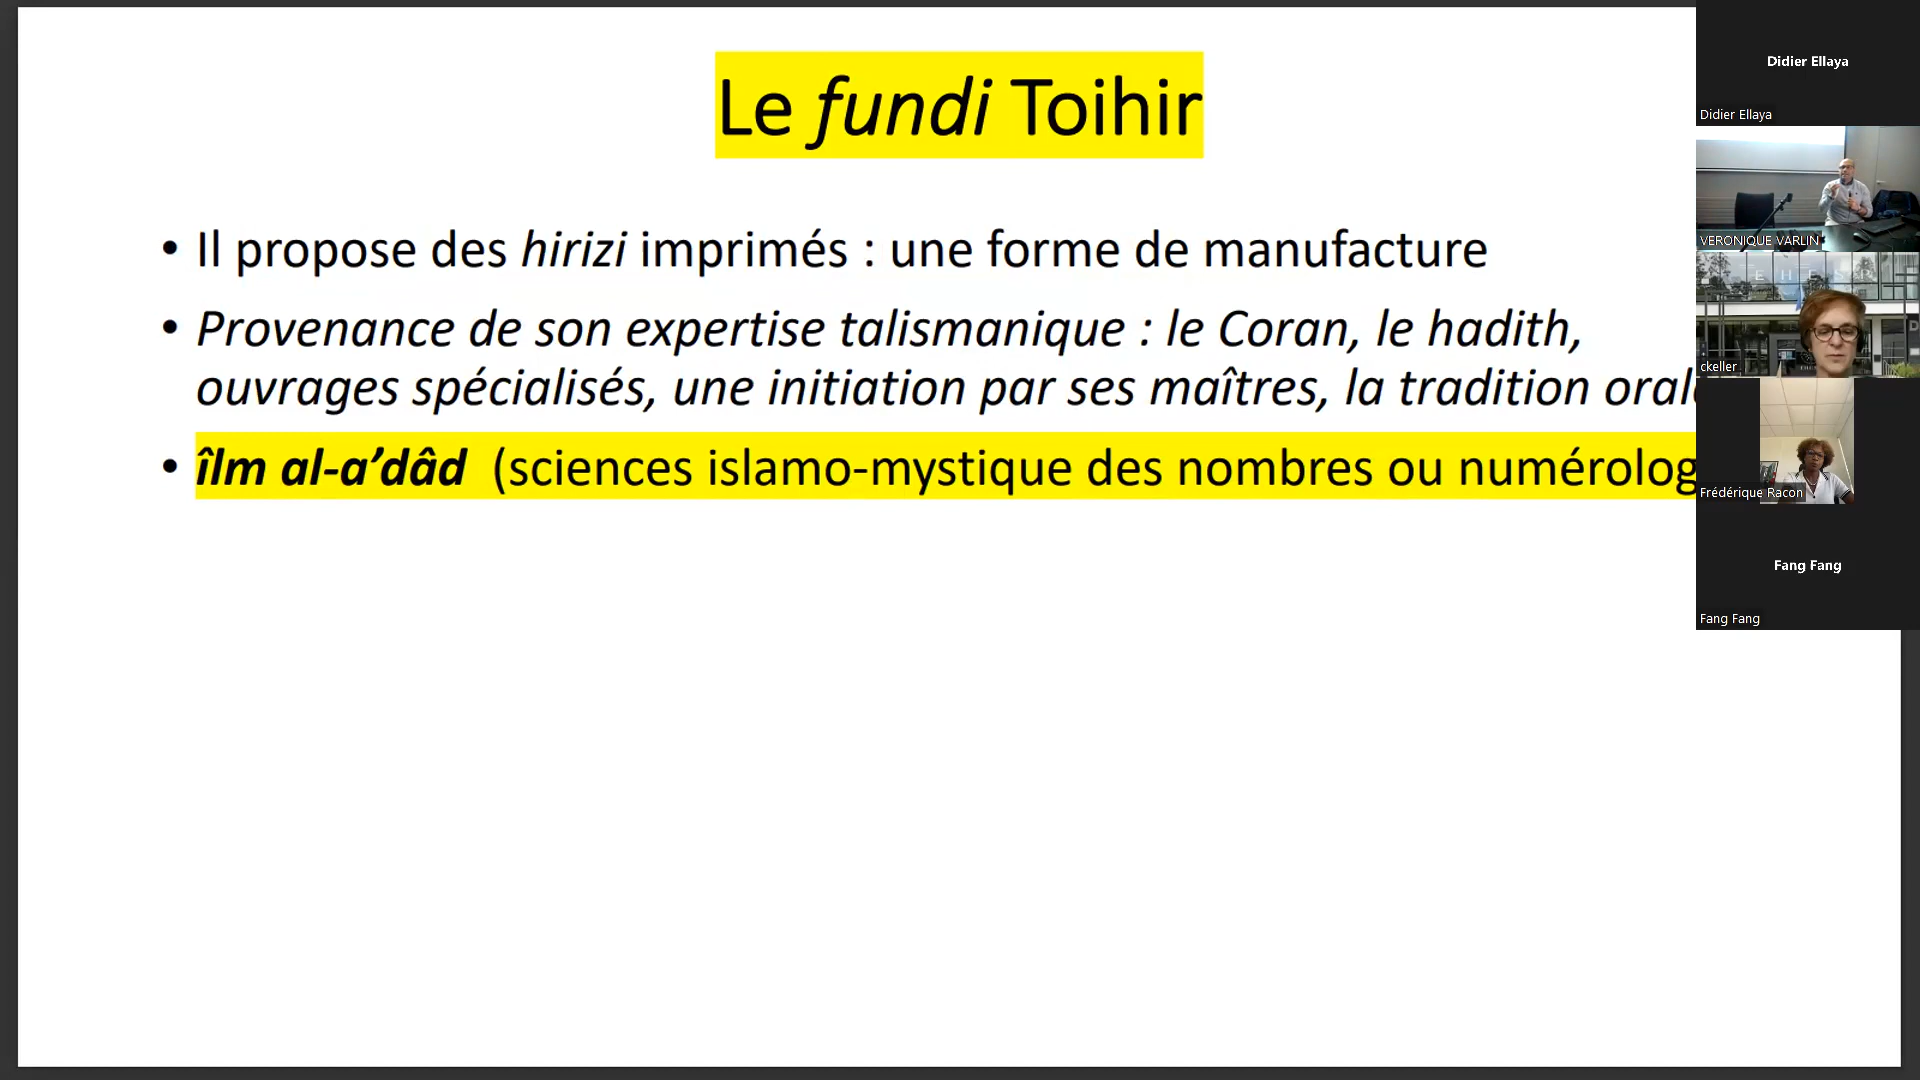 Le fundi Toihir
• Il propose des hirizi imprimés : une forme de manufacture
• Provenance de son expertise talismanique : le Coran, le hadith,
ouvrages spécialisés, une initiation par ses maîtres, la tradition
• îlm al-a’dâd (sciences islamo-mystique des nombres ou
Didier Ellaya
Didier Ellaya
VERONIQUE VARLIN
EHES
ckeller
Frédérique Racon
Fang Fang
Fang Fang